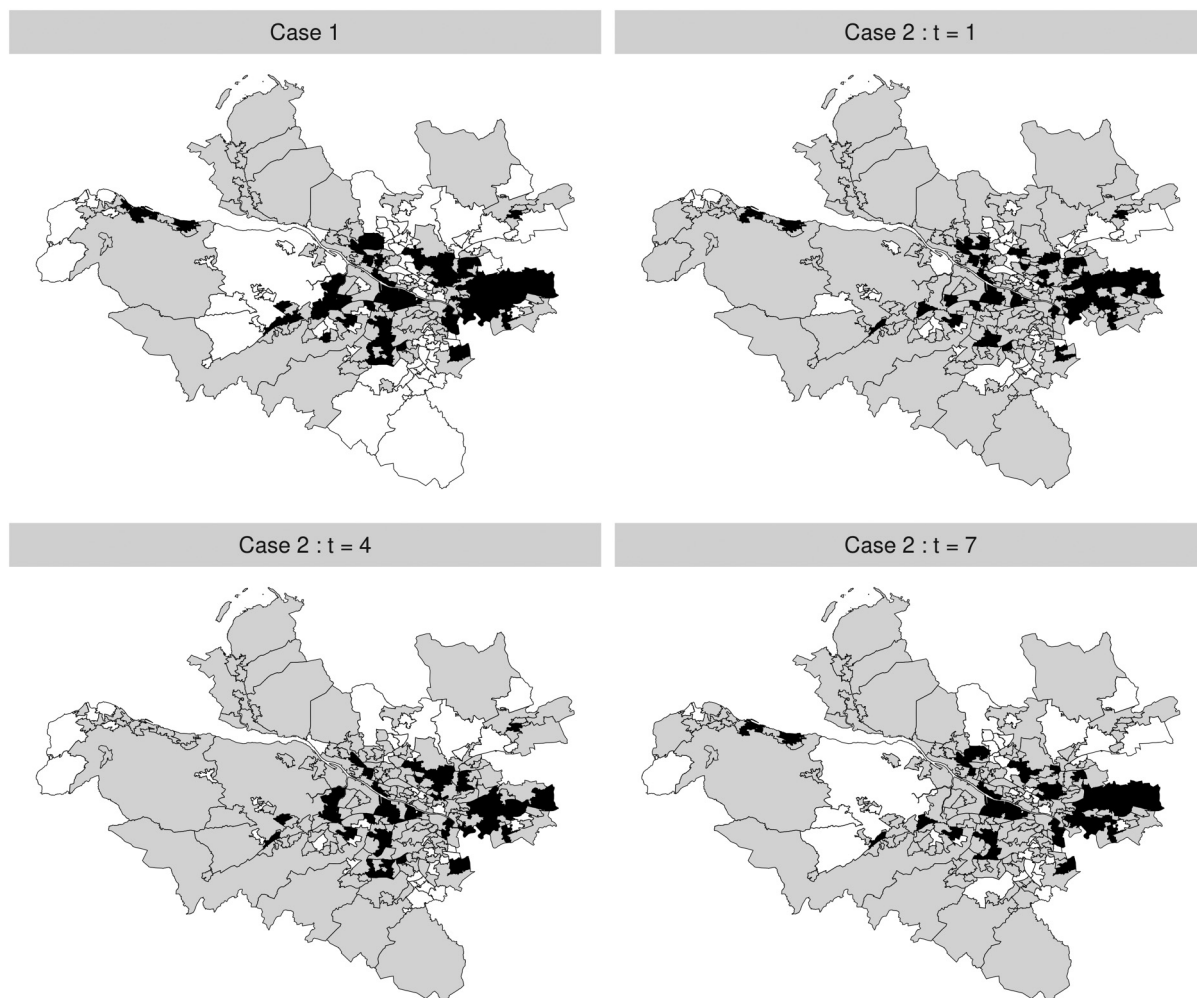 Case 1
Case 2 : t = 1
Case 2 : t = 4
Case 2 : t = 7